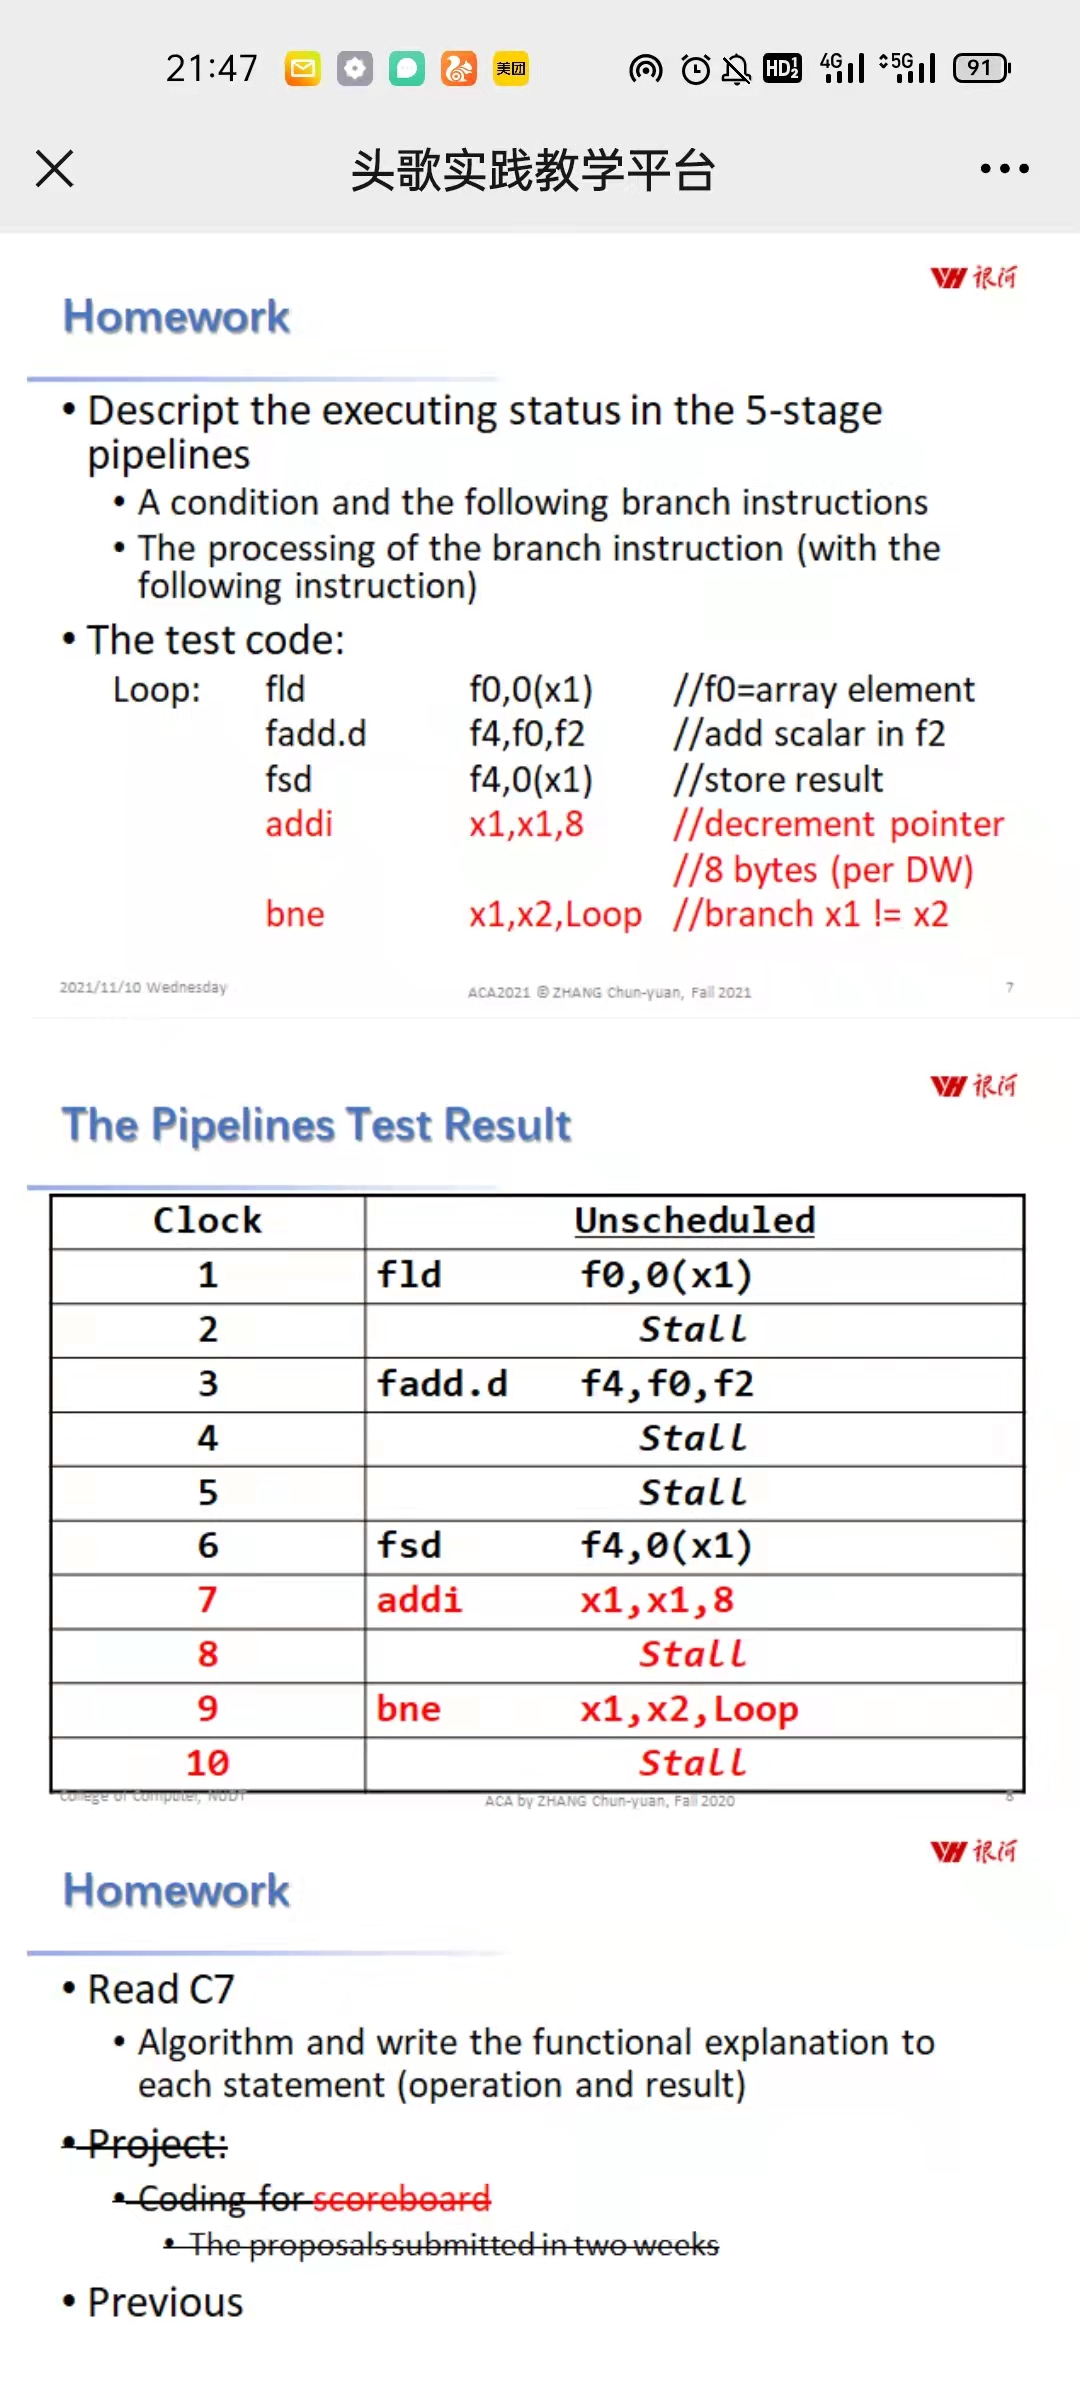 21:47
美团
HD
4G
5G
91
头歌实践教学平台
银河
Homework
• Descript the executing status in the 5-stage
pipelines
• A condition and the following branch instructions
• The processing of the branch instruction (with the
following instruction)
• The test code:
Loop: fld f0,0(x1) //f0=array element
fadd.d f4,f0,f2 //add scalar in f2
fsd f4,0(x1) //store result
addi x1,x1,8 //decrement pointer
//8 bytes (per DW)
bne x1,x2,Loop //branch x1 != x2
2021/11/10 Wednesday ACA2021 © ZHANG Chun-yuan, Fall 2021 7
银河
The Pipelines Test Result
Clock Unscheduled
1 fld f0,0(x1)
2 Stall
3 fadd.d f4,f0,f2
4 Stall
5 Stall
6 fsd f4,0(x1)
7 addi x1,x1,8
8 Stall
9 bne x1,x2,Loop
10 Stall
College of Computer, NUDT ACA by ZHANG Chun-yuan, Fall 2020 8
银河
Homework
• Read C7
• Algorithm and write the functional explanation to
each statement (operation and result)
• Project:
• Coding for scoreboard
• The proposals submitted in two weeks
• Previous